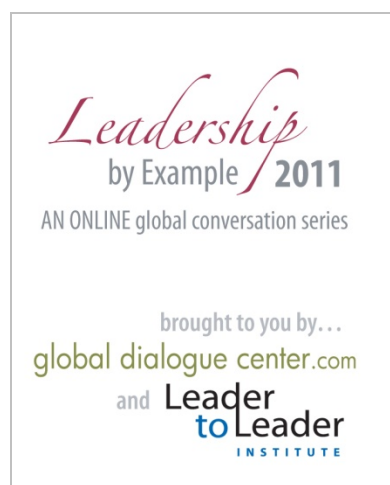 Leadership
by Example 2011
AN ONLINE global conversation series
brought to you by...
global dialogue center.com
and Leader
to Leader
INSTITUTE